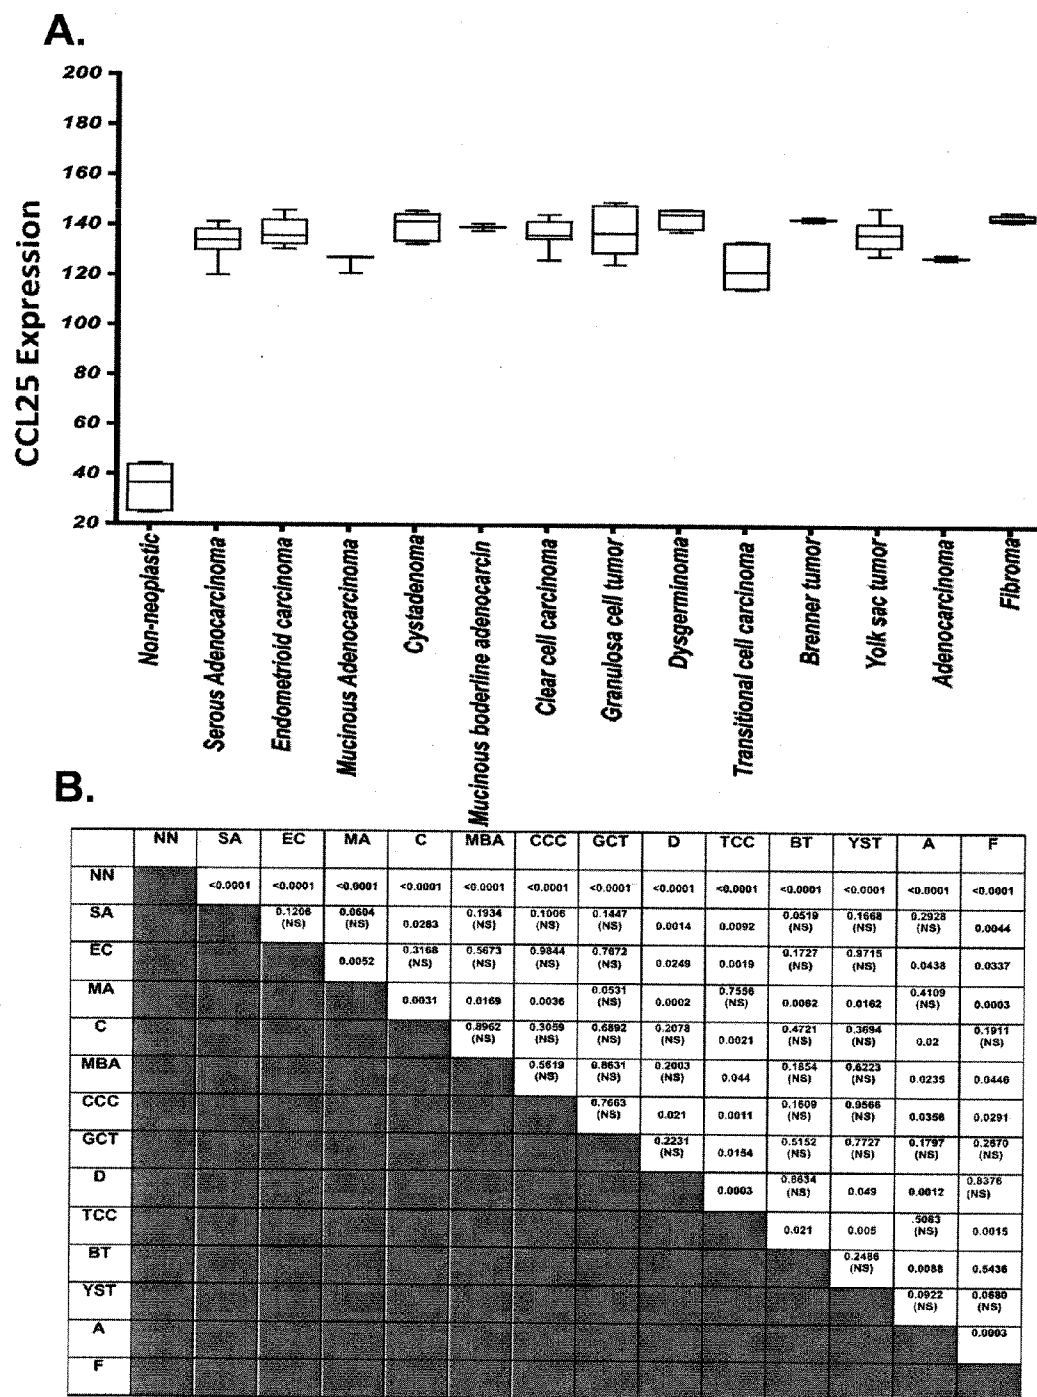 A.
200
180
160
140
120
100
80
60
40
20
CCL25 Expression
Non-neoplastic
Serous Adenocarcinoma
Endometrioid carcinoma
Mucinous Adenocarcinoma
Cystadenoma
Mucinous boderline adenocarcin
Clear cell carcinoma
Granulosa cell tumor
Dysgerminoma
Transitional cell carcinoma
Brenner tumor
Yolk sac tumor
Adenocarcinoma
Fibroma
B.
NN SA EC MA C MBA CCC GCT D TCC BT YST A F
NN <0.0001 <0.0001 <0.0001 <0.0001 <0.0001 <0.0001 <0.0001 <0.0001 <0.0001 <0.0001 <0.0001 <0.0001 <0.0001
SA 0.1206 (NS) 0.0604 (NS) 0.0283 0.1934 (NS) 0.1006 (NS) 0.1447 (NS) 0.0014 0.0092 0.0519 (NS) 0.1668 (NS) 0.2928 (NS) 0.0044
EC 0.0052 0.3168 (NS) 0.5673 (NS) 0.9844 (NS) 0.7672 (NS) 0.0249 0.0019 0.1727 (NS) 0.9715 (NS) 0.0438 0.0337
MA 0.0031 0.0169 0.0036 0.0531 (NS) 0.0002 0.7556 (NS) 0.0062 0.0162 0.4109 (NS) 0.0003
C 0.8962 (NS) 0.3059 (NS) 0.6892 (NS) 0.2078 (NS) 0.0021 0.4721 (NS) 0.3694 (NS) 0.02 0.1911 (NS)
MBA 0.5619 (NS) 0.8631 (NS) 0.2003 (NS) 0.044 0.1854 (NS) 0.6223 (NS) 0.0235 0.0446
CCC 0.7663 (NS) 0.021 0.0011 0.1609 (NS) 0.9566 (NS) 0.0356 0.0291
GCT 0.2231 (NS) 0.0154 0.5152 (NS) 0.7727 (NS) 0.1797 (NS) 0.2670 (NS)
D 0.0003 0.8634 (NS) 0.049 0.0012 0.8376 (NS)
TCC 0.021 0.005 .5083 (NS) 0.0015
BT 0.2486 (NS) 0.0088 0.5436
YST 0.0922 (NS) 0.0680 (NS)
A 0.0003
F